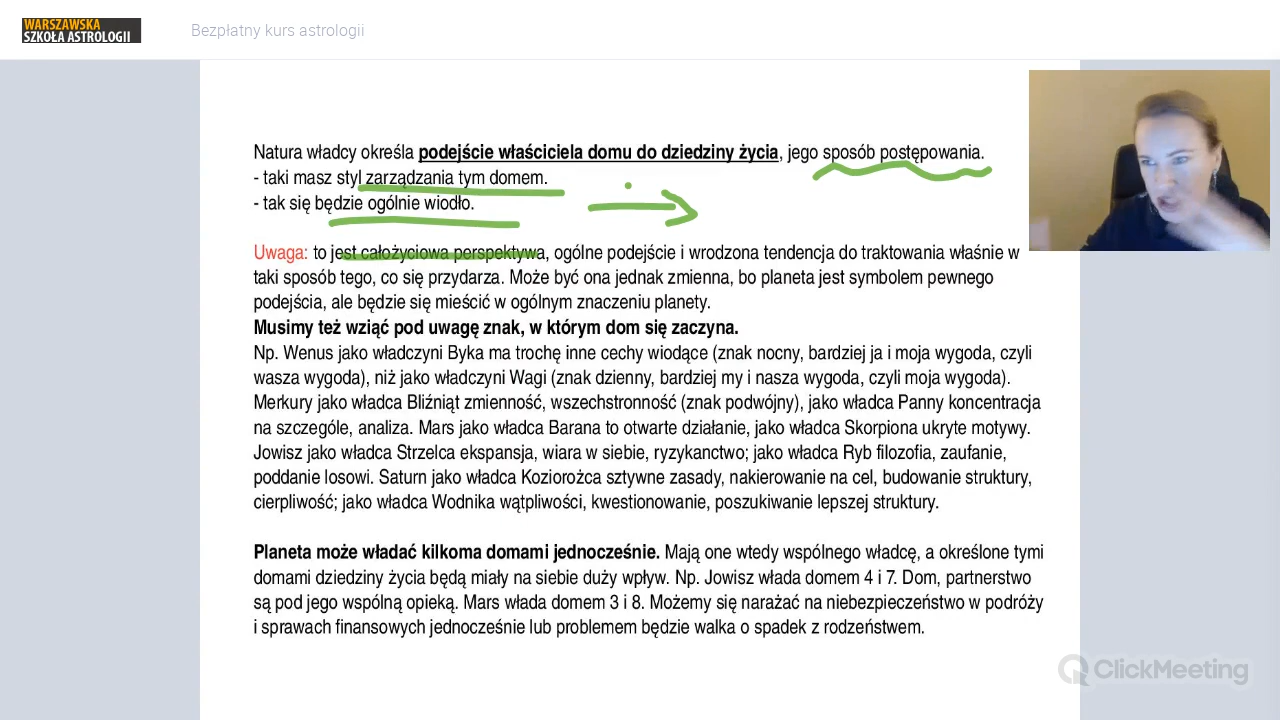 WARSZAWSKA
SZKOŁA ASTROLOGII
Bezpłatny kurs astrologii
Natura władcy określa podejście właściciela domu do dziedziny życia, jego sposób postępowania.
- taki masz styl zarządzania tym domem.
- tak się będzie ogólnie wiodło.
Uwaga: to jest całożyciowa perspektywa, ogólne podejście i wrodzona tendencja do traktowania właśnie w
taki sposób tego, co się przydarza. Może być ona jednak zmienna, bo planeta jest symbolem pewnego
podejścia, ale będzie się mieścić w ogólnym znaczeniu planety.
Musimy też wziąć pod uwagę znak, w którym dom się zaczyna.
Np. Wenus jako władczyni Byka ma trochę inne cechy wiodące (znak nocny, bardziej ja i moja wygoda, czyli
wasza wygoda), niż jako władczyni Wagi (znak dzienny, bardziej my i nasza wygoda, czyli moja wygoda).
Merkury jako władca Bliźniąt zmienność, wszechstronność (znak podwójny), jako władca Panny koncentracja
na szczególe, analiza. Mars jako władca Barana to otwarte działanie, jako władca Skorpiona ukryte motywy.
Jowisz jako władca Strzelca ekspansja, wiara w siebie, ryzykanctwo; jako władca Ryb filozofia, zaufanie,
poddanie losowi. Saturn jako władca Koziorożca sztywne zasady, nakierowanie na cel, budowanie struktury,
cierpliwość; jako władca Wodnika wątpliwości, kwestionowanie, poszukiwanie lepszej struktury.
Planeta może władać kilkoma domami jednocześnie. Mają one wtedy wspólnego władcę, a określone tymi
domami dziedziny życia będą miały na siebie duży wpływ. Np. Jowisz włada domem 4 i 7. Dom, partnerstwo
są pod jego wspólną opieką. Mars włada domem 3 i 8. Możemy się narażać na niebezpieczeństwo w podróży
i sprawach finansowych jednocześnie lub problemem będzie walka o spadek z rodzeństwem.
ClickMeeting